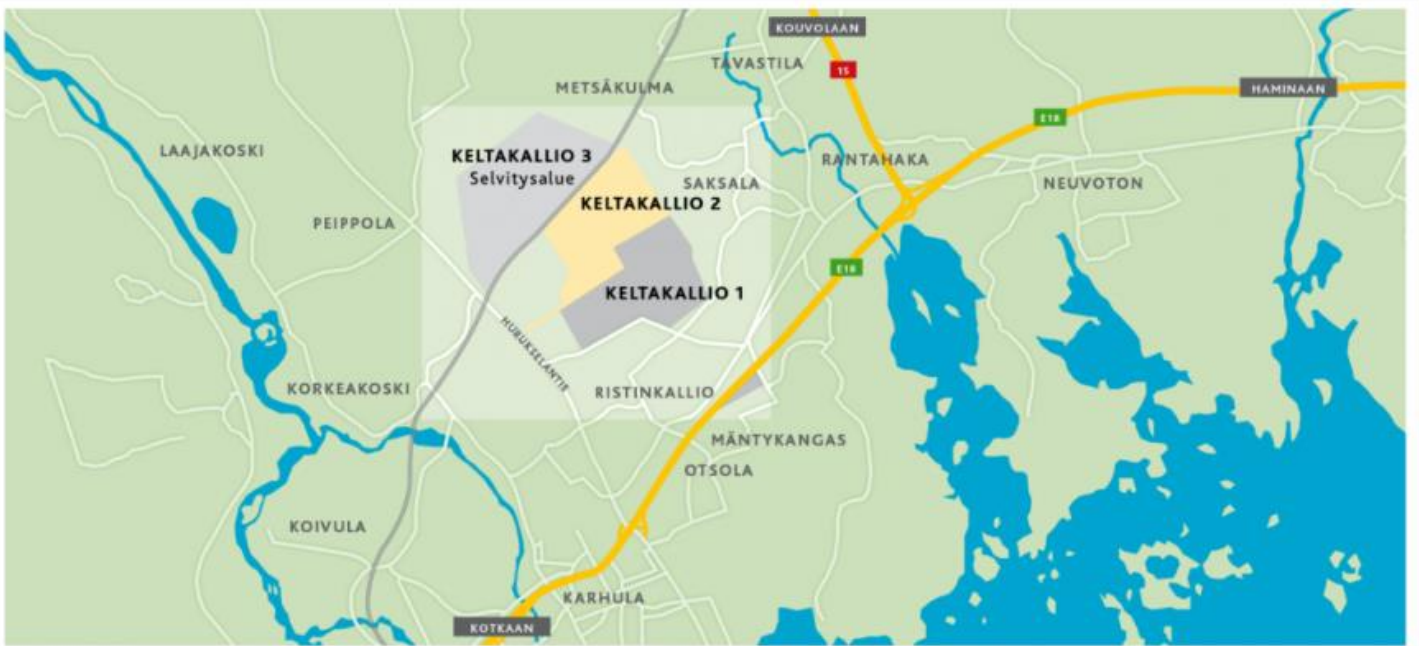 KOUVOLAAN
TAVASTILA
15
METSÄKULMA
HAMINAAN
E18
LAAJAKOSKI
KELTAKALLIO 3
Selvitysalue
RANTAHAKA
SAKSALA
NEUVOTON
KELTAKALLIO 2
PEIPPOLA
E18
KELTAKALLIO 1
HURUKSELANTIE
KORKEAKOSKI
RISTINKALLIO
MÄNTYKANGAS
OTSOLA
KOIVULA
KARHULA
KOTKAAN